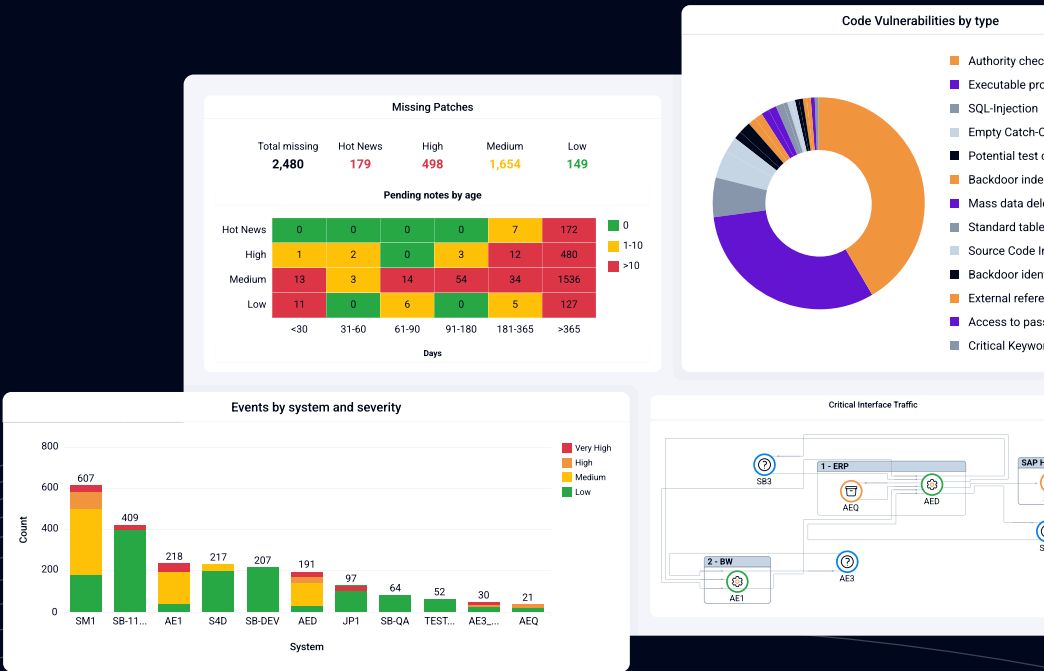 Code Vulnerabilities by type
Authority chec
Executable pro
SQL-Injection
Empty Catch-C
Potential test c
Backdoor inde
Mass data del
Standard table
Source Code I
Backdoor iden
External refere
Access to pas
Critical Keywo
Missing Patches
Total missing Hot News High Medium Low
2,480 179 498 1,654 149
Pending notes by age
Hot News 0 0 0 0 7 172
High 1 2 0 3 12 480
Medium 13 3 14 54 34 1536
Low 11 0 6 0 5 127
<30 31-60 61-90 91-180 181-365 >365
Days
0
1-10
>10
Events by system and severity
800
600
400
200
0
Count
607
409
218
217
207
191
97
64
52
30
21
SM1 SB-11... AE1 S4D SB-DEV AED JP1 SB-QA TEST... AE3_... AEQ
System
Very High
High
Medium
Low
Critical Interface Traffic
SB3
1 - ERP
AEQ
AED
SAP H
S
2 - BW
AE1
AE3